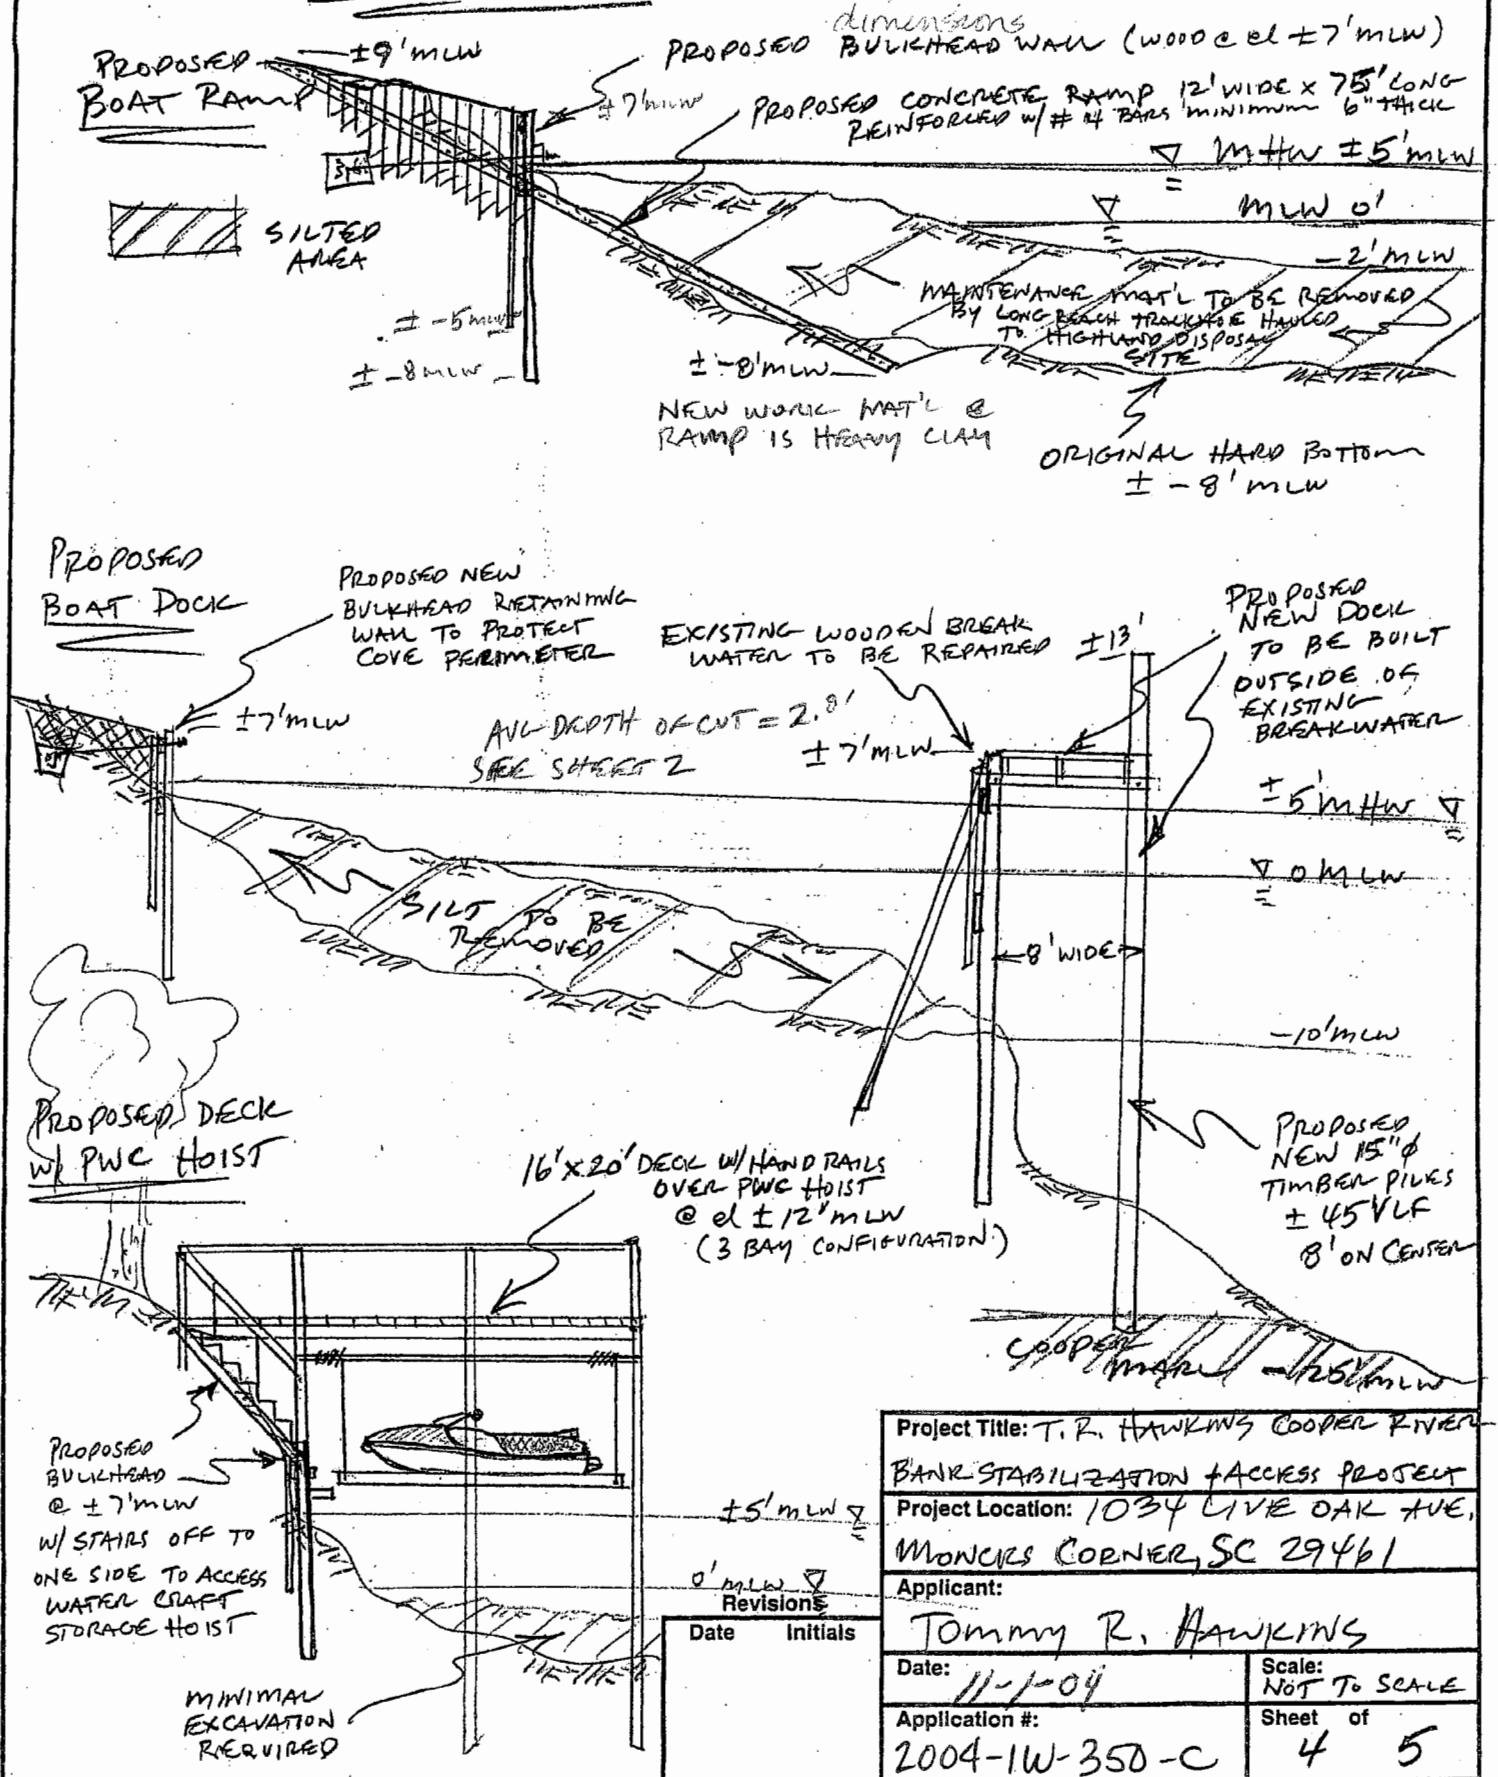 dimensions
PROPOSED BOAT RAMP
±9' MLW
PROPOSED BULKHEAD WALL (WOOD @ el ±7' MLW)
±7' MLW
PROPOSED CONCRETE RAMP 12' WIDE x 75' LONG
REINFORCED w/ #4 BARS MINIMUM 6" THICK
MHW ±5' MLW
MLW 0'
-2' MLW
SILTED
AREA
MAINTENANCE MAT'L TO BE REMOVED
BY LONG BEACH TRACKHOE HAULED
TO HIGHLAND DISPOSAL
SITE
± -5 MLW
± -8 MLW
± -8' MLW
NEW WORK MAT'L @
RAMP IS HEAVY CLAY
ORIGINAL HARD BOTTOM
± -8' MLW
PROPOSED
BOAT DOCK
PROPOSED NEW
BULKHEAD RETAINING
WALL TO PROTECT
COVE PERIMETER
±7' MLW
EXISTING WOODEN BREAK
WATER TO BE REPAIRED
±13'
PROPOSED
NEW DOCK
TO BE BUILT
OUTSIDE OF
EXISTING
BREAKWATER
AVG DEPTH OF CUT = 2.8'
SEE SHEET 2
±7' MLW
±5' MHW
0 MLW
SILT TO BE
REMOVED
8' WIDE
-10' MLW
PROPOSED DECK
w/ PWC HOIST
16' X 20' DECK W/ HAND RAILS
OVER PWC HOIST
@ el ±12' MLW
(3 BAY CONFIGURATION)
PROPOSED
NEW 15" ϕ
TIMBER PILES
± 45 VLF
8' ON CENTER
COOPER
MARL -25' MLW
PROPOSED
BULKHEAD
@ ±7' MLW
W/ STAIRS OFF TO
ONE SIDE TO ACCESS
WATER CRAFT
STORAGE HOIST
±5' MLW
0' MLW
MINIMAL
EXCAVATION
REQUIRED
Revisions
Date Initials
Project Title: T. R. HAWKINS COOPER RIVER
BANK STABILIZATION + ACCESS PROJECT
Project Location: 1034 LIVE OAK AVE.
MONCKS CORNER, SC 29461
Applicant:
TOMMY R. HAWKINS
Date: 11-1-04
Scale: NOT TO SCALE
Application #:
2004-1W-350-C
Sheet of
4 5